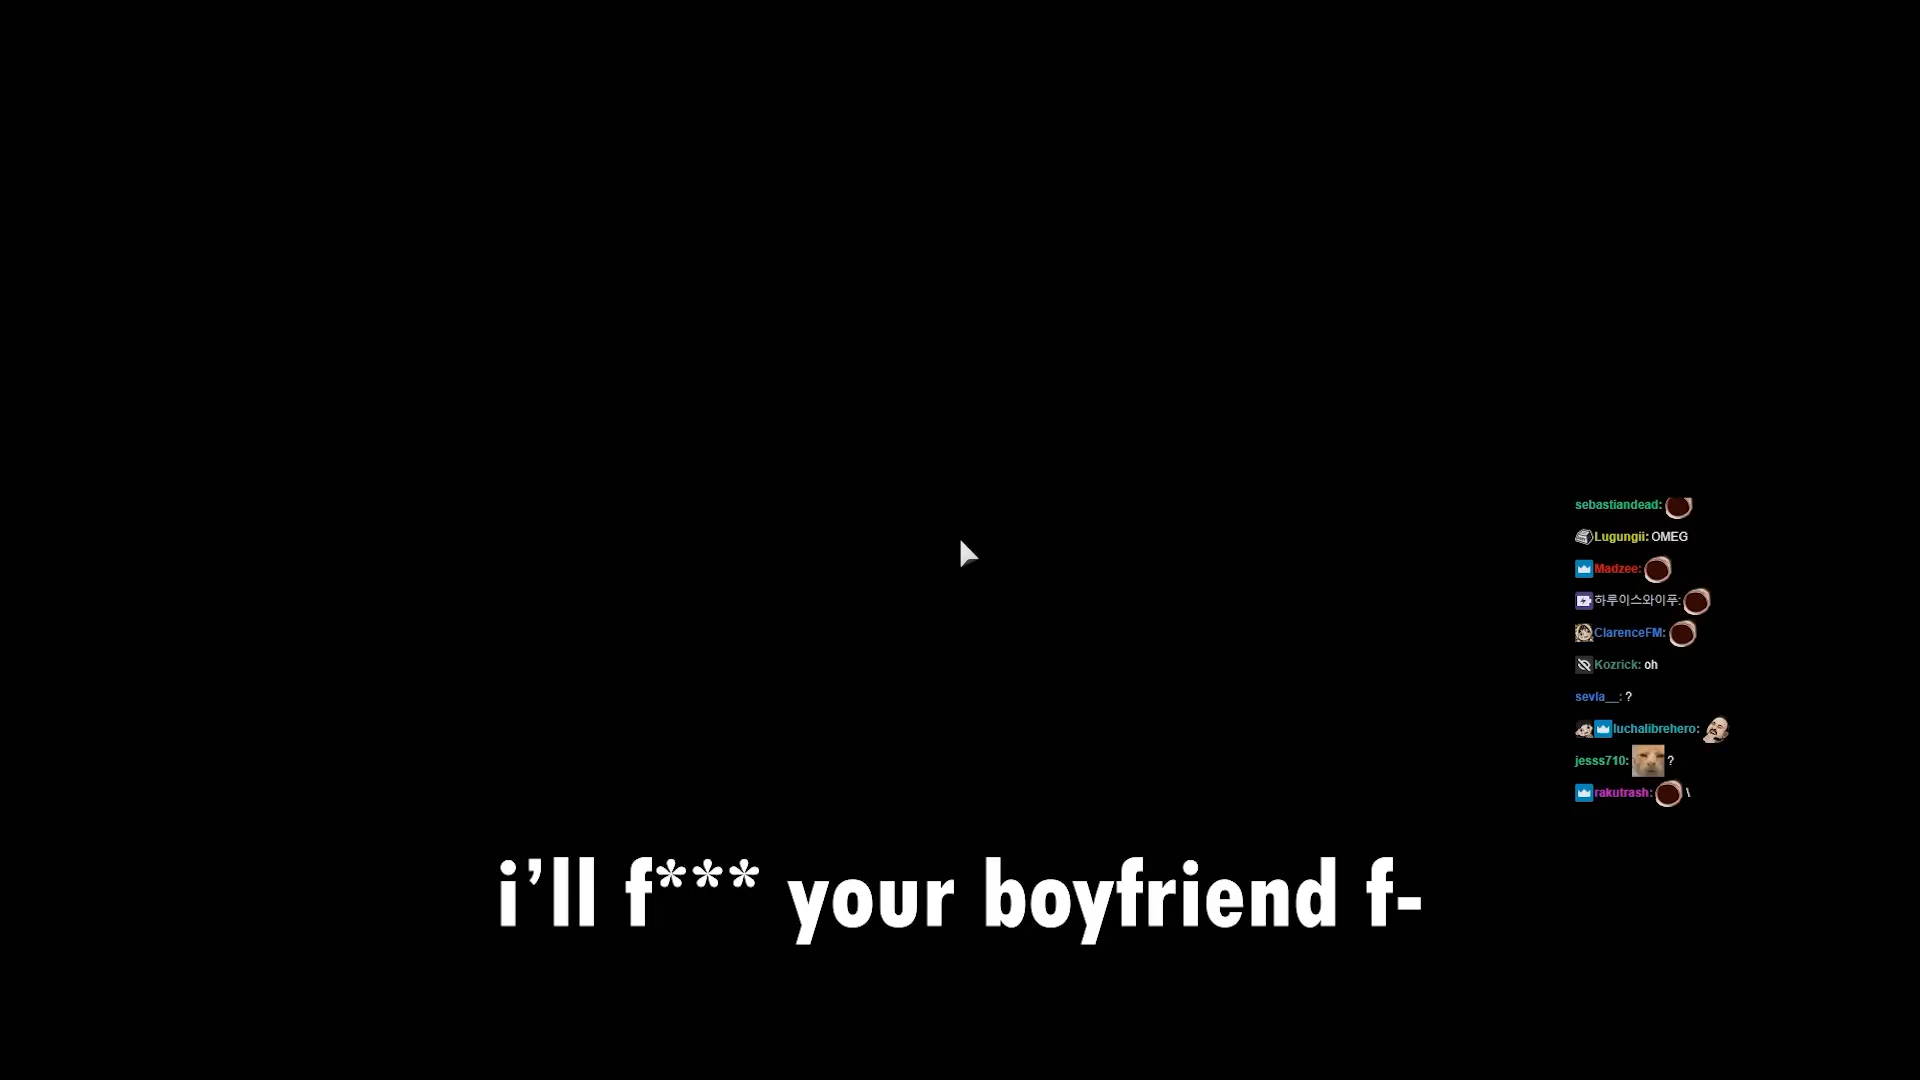 sebastiandead:
Lugungii: OMEG
Madzee:
하루이스와이푸:
ClarenceFM:
Kozrick: oh
sevla__: ?
luchalibrehero:
jesss710: ?
rakutrash: \
i’ll f*** your boyfriend f-